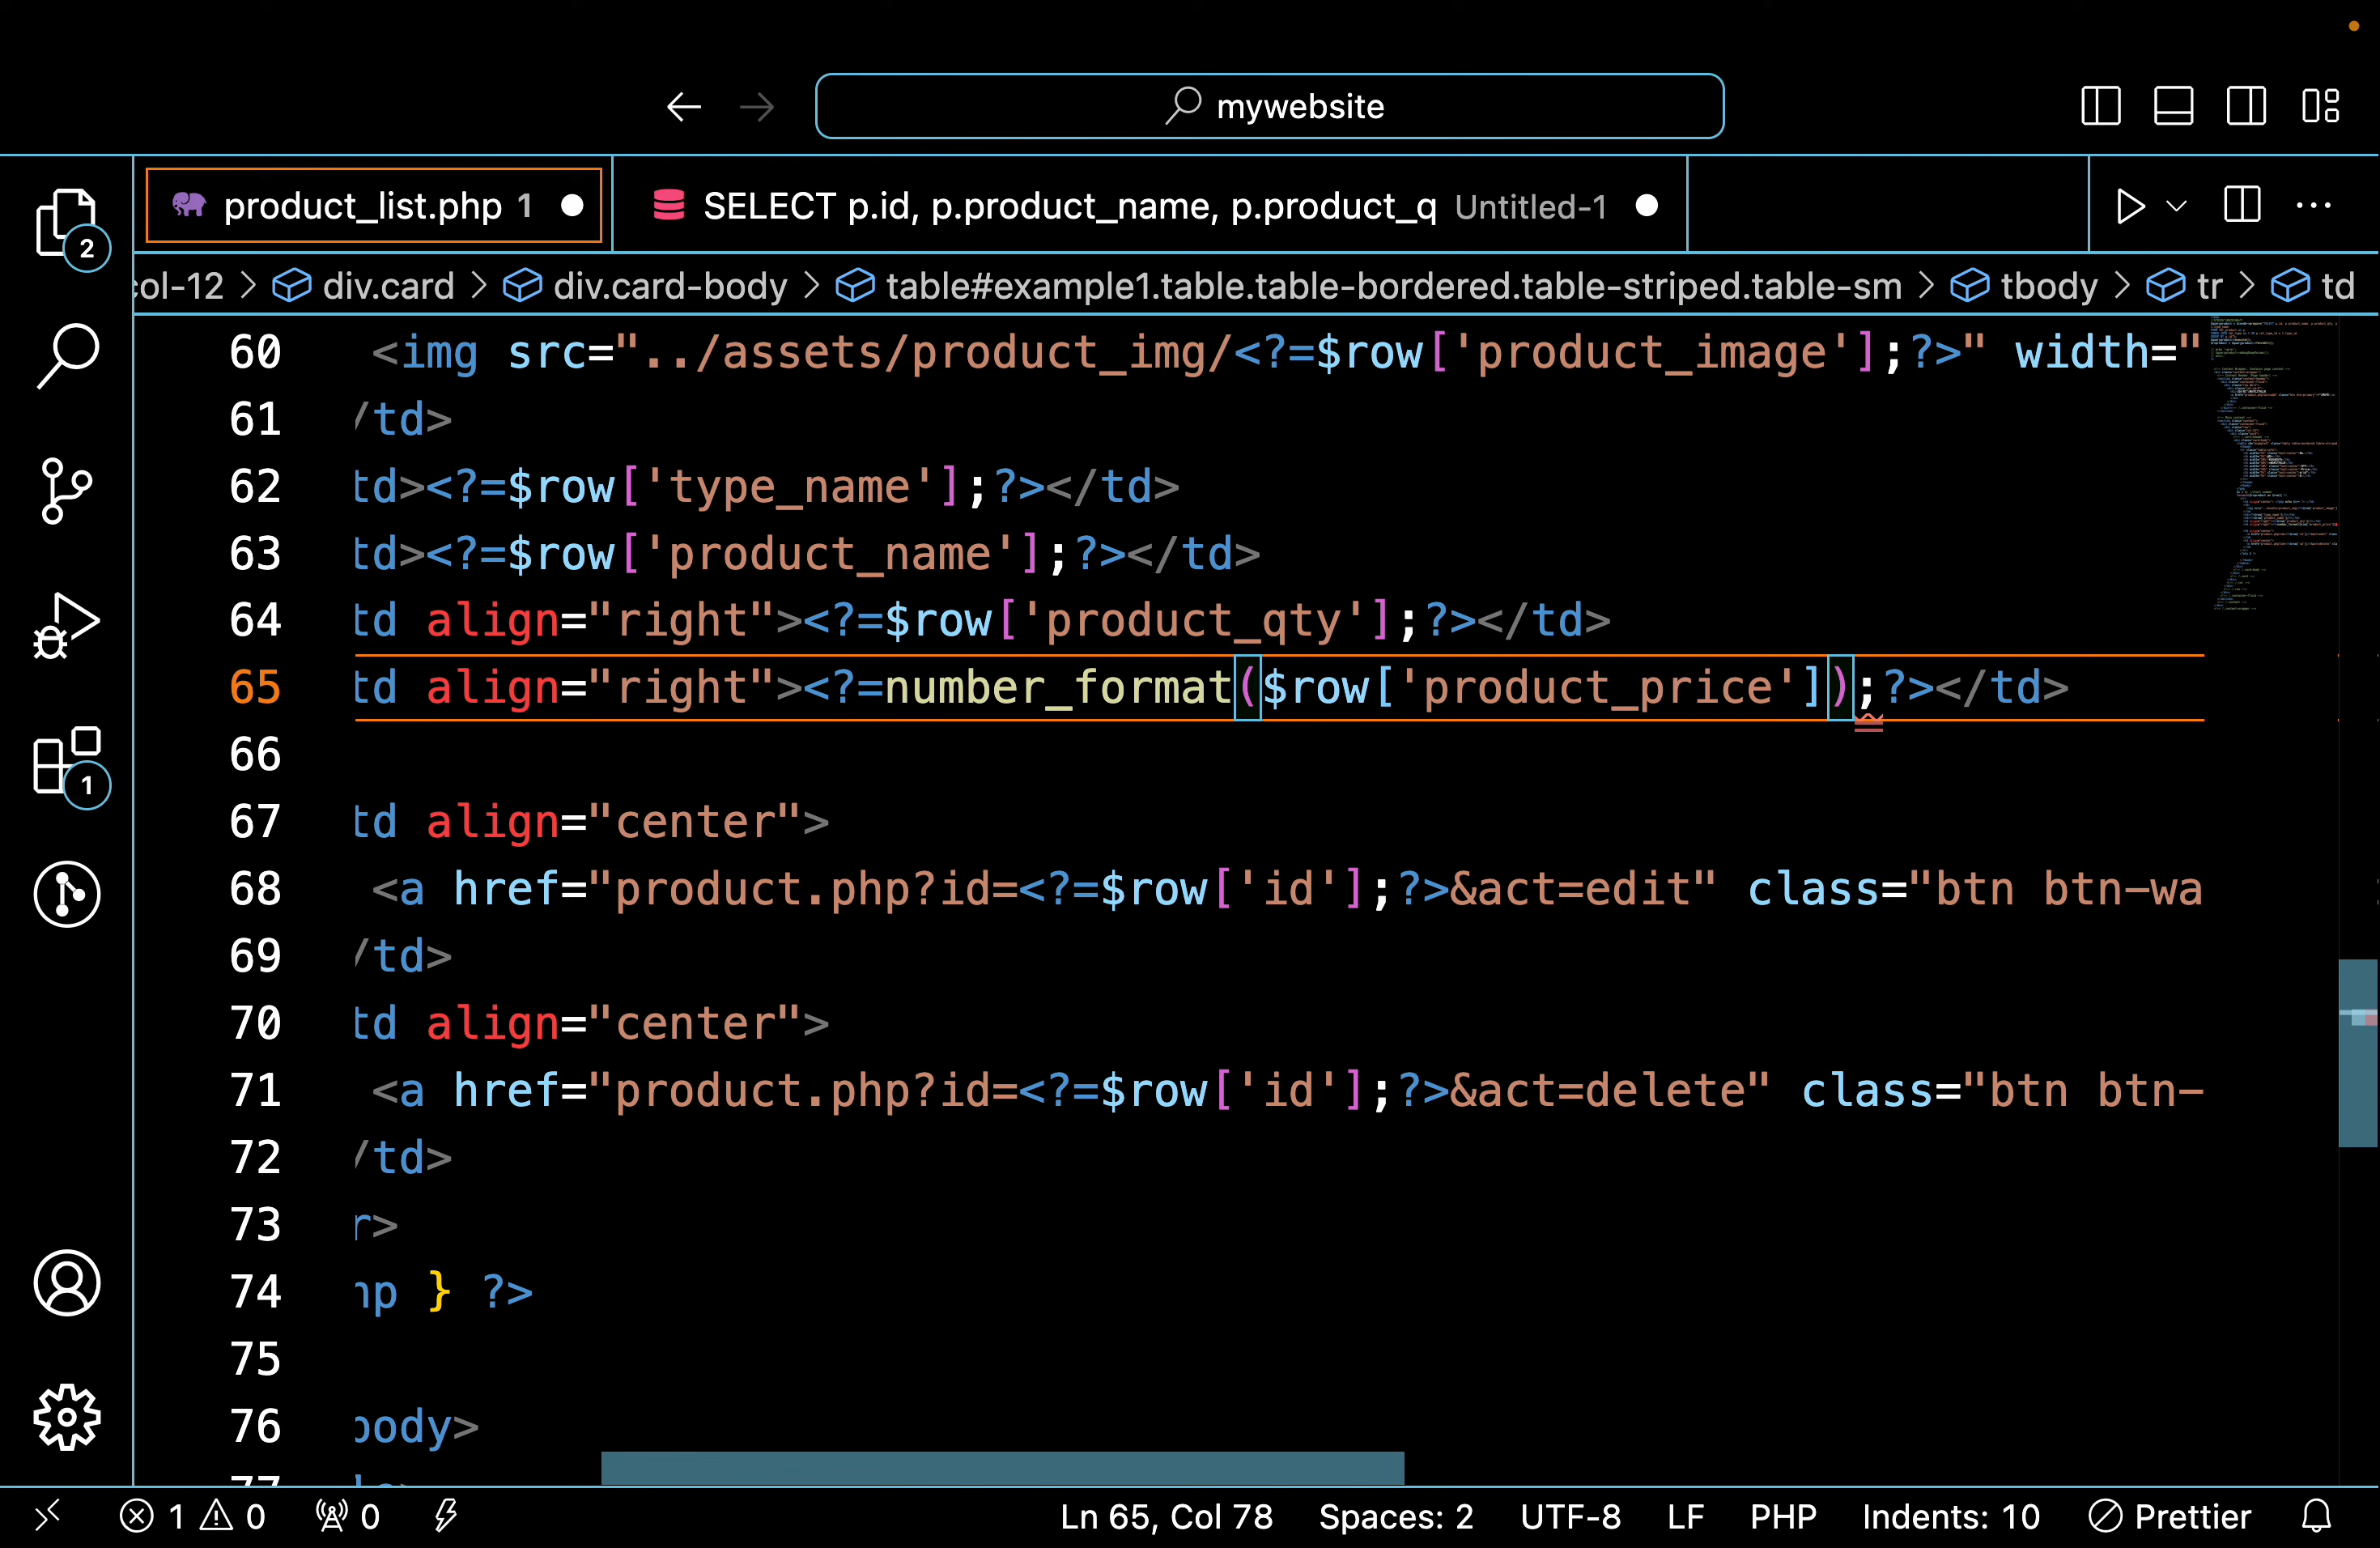 mywebsite
product_list.php 1
SELECT p.id, p.product_name, p.product_q Untitled-1
col-12 > div.card > div.card-body > table#example1.table.table-bordered.table-striped.table-sm > tbody > tr > td
2
1
60 <img src="../assets/product_img/<?=$row['product_image'];?>" width="
61 /td>
62 td><?=$row['type_name'];?></td>
63 td><?=$row['product_name'];?></td>
64 td align="right"><?=$row['product_qty'];?></td>
65 td align="right"><?=number_format($row['product_price']);?></td>
66
67 td align="center">
68 <a href="product.php?id=<?=$row['id'];?>&act=edit" class="btn btn-wa
69 /td>
70 td align="center">
71 <a href="product.php?id=<?=$row['id'];?>&act=delete" class="btn btn-
72 /td>
73 r>
74 hp } ?>
75
76 body>
77
1 0 0 Ln 65, Col 78 Spaces: 2 UTF-8 LF PHP Indents: 10 Prettier